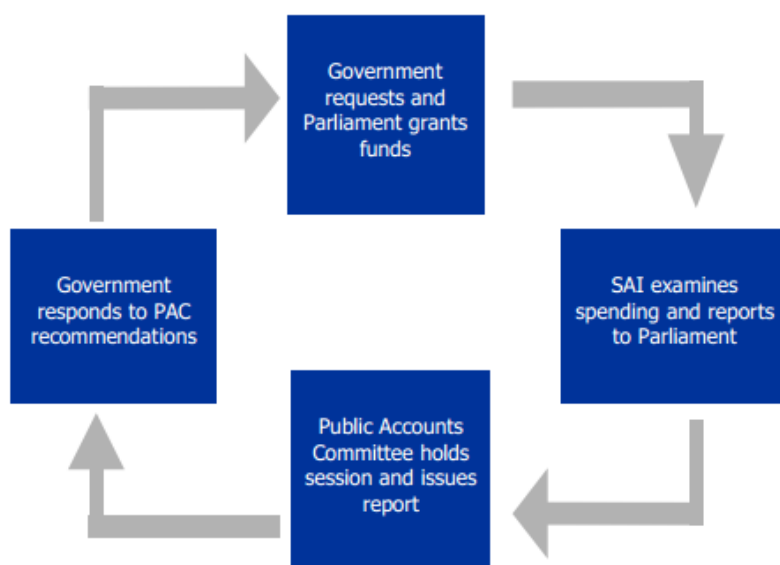 Government
requests and
Parliament grants
funds
SAI examines
spending and reports
to Parliament
Public Accounts
Committee holds
session and issues
report
Government
responds to PAC
recommendations